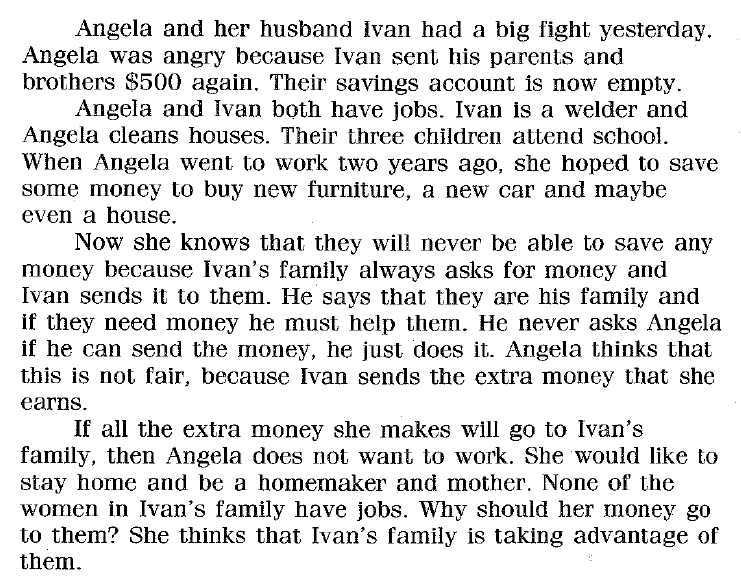 Angela and her husband Ivan had a big fight yesterday.
Angela was angry because Ivan sent his parents and
brothers $500 again. Their savings account is now empty.
Angela and Ivan both have jobs. Ivan is a welder and
Angela cleans houses. Their three children attend school.
When Angela went to work two years ago, she hoped to save
some money to buy new furniture, a new car and maybe
even a house.
Now she knows that they will never be able to save any
money because Ivan's family always asks for money and
Ivan sends it to them. He says that they are his family and
if they need money he must help them. He never asks Angela
if he can send the money, he just does it. Angela thinks that
this is not fair, because Ivan sends the extra money that she
earns.
If all the extra money she makes will go to Ivan's
family, then Angela does not want to work. She would like to
stay home and be a homemaker and mother. None of the
women in Ivan's family have jobs. Why should her money go
to them? She thinks that Ivan's family is taking advantage of
them.